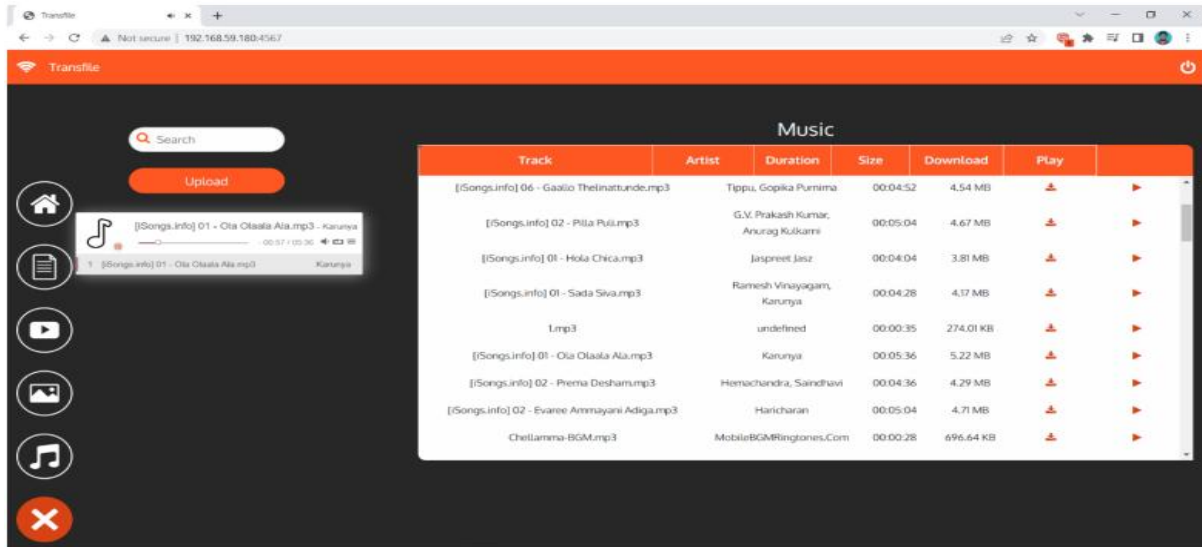 Transfile
Not secure | 192.168.59.180:4567
Transfile
Search
Upload
[iSongs.info] 01 - Ola Olaala Ala.mp3 - Karunya
00:57 / 05:36
1 [iSongs.info] 01 - Ola Olaala Ala.mp3 Karunya
Music
Track Artist Duration Size Download Play
[iSongs.info] 06 - Gaallo Thelinattunde.mp3 Tippu, Gopika Purnima 00:04:52 4.54 MB
[iSongs.info] 02 - Pilla Puli.mp3 G.V. Prakash Kumar, 00:05:04 4.67 MB
Anurag Kulkarni
[iSongs.info] 01 - Hola Chica.mp3 Jaspreet Jasz 00:04:04 3.81 MB
[iSongs.info] 01 - Sada Siva.mp3 Ramesh Vinayagam, 00:04:28 4.17 MB
Karunya
1.mp3 undefined 00:00:35 274.01 KB
[iSongs.info] 01 - Ola Olaala Ala.mp3 Karunya 00:05:36 5.22 MB
[iSongs.info] 02 - Prema Desham.mp3 Hemachandra, Saindhavi 00:04:36 4.29 MB
[iSongs.info] 02 - Evaree Ammayani Adiga.mp3 Haricharan 00:05:04 4.71 MB
Chellamma-BGM.mp3 MobileBGMRingtones.Com 00:00:28 696.64 KB